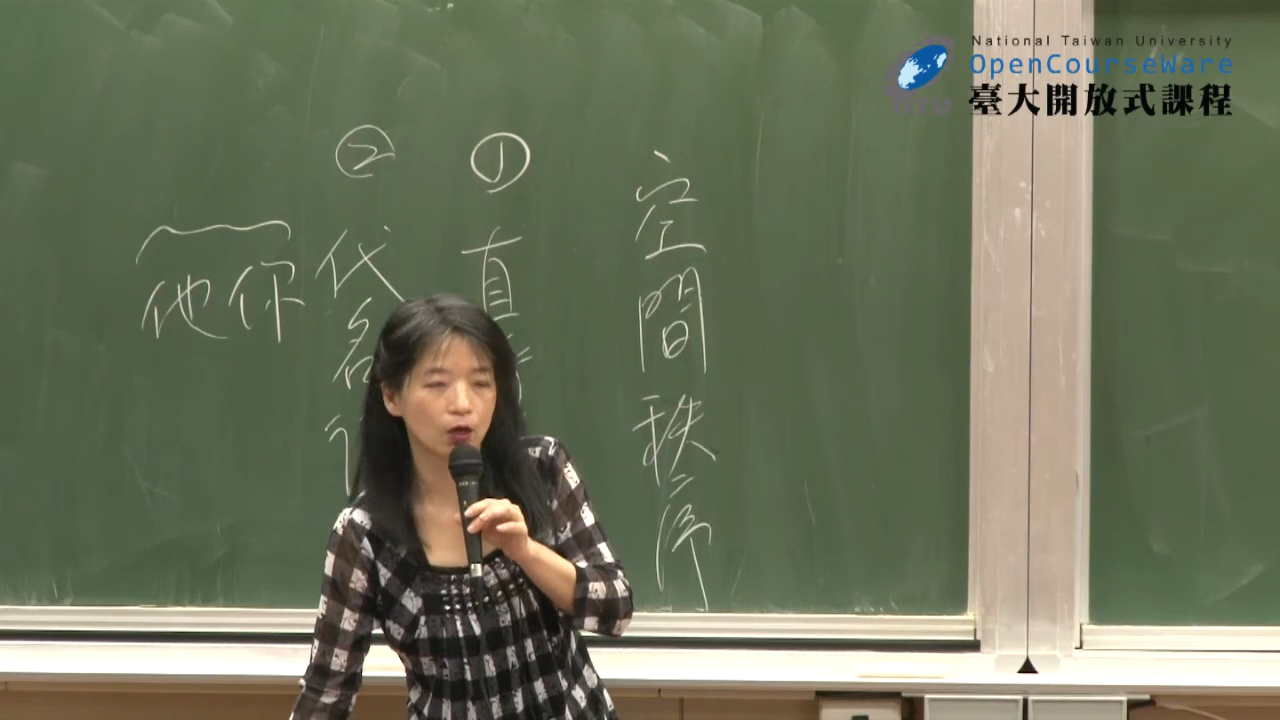 National Taiwan University
OpenCourseWare
臺大開放式課程
空間秩序
① 直
② 代名
你
他